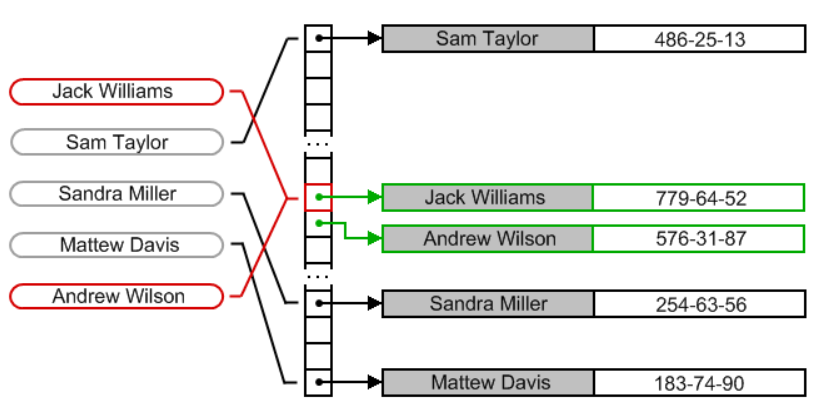 Sam Taylor 486-25-13
Jack Williams
Sam Taylor
...
Sandra Miller
Jack Williams 779-64-52
Mattew Davis
Andrew Wilson 576-31-87
...
Andrew Wilson
Sandra Miller 254-63-56
Mattew Davis 183-74-90